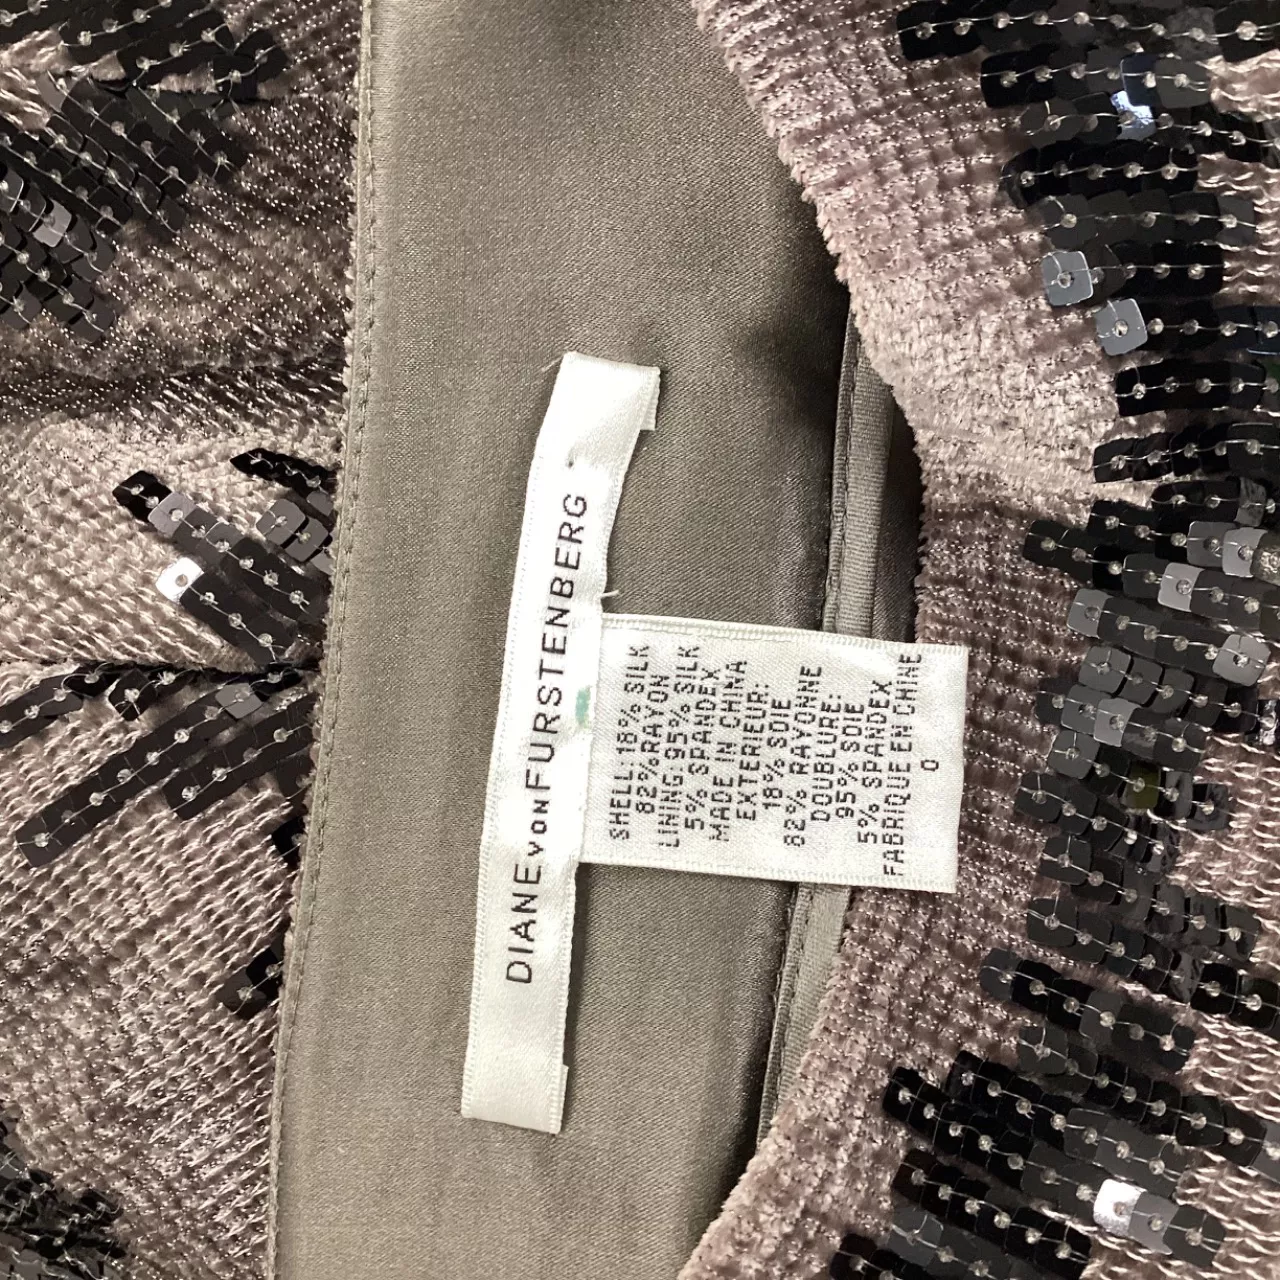 DIANE von FURSTENBERG
SHELL: 18% SILK
82% RAYON
LINING: 95% SILK
5% SPANDEX
MADE IN CHINA
EXTEREUR:
18% SOIE
82% RAYONNE
DOUBLURE:
95% SOIE
5% SPANDEX
FABRIQUE EN CHINE
0